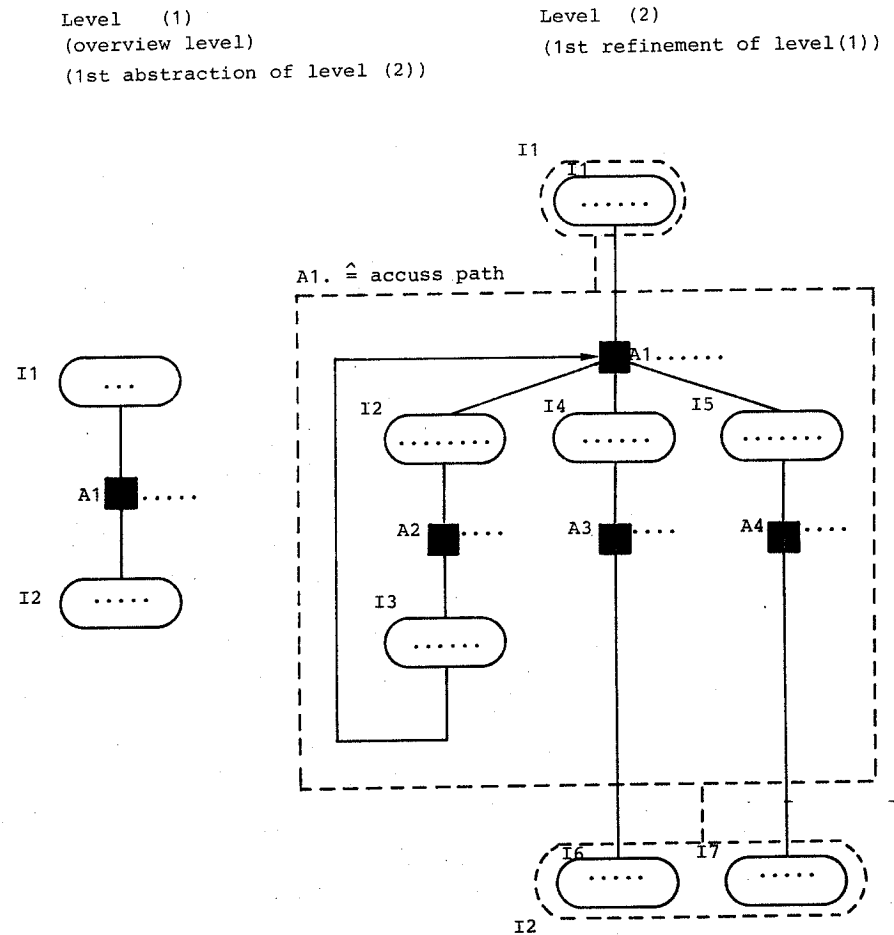 Level (1)
(overview level)
(1st abstraction of level (2))
Level (2)
(1st refinement of level(1))
I1
...
A1.....
I2
.....
I1
I1
......
A1. ≙ accuss path
A1......
I2
........
I4
......
I5
.......
A2....
A3....
A4....
I3
......
I6
.....
I7
.....
I2